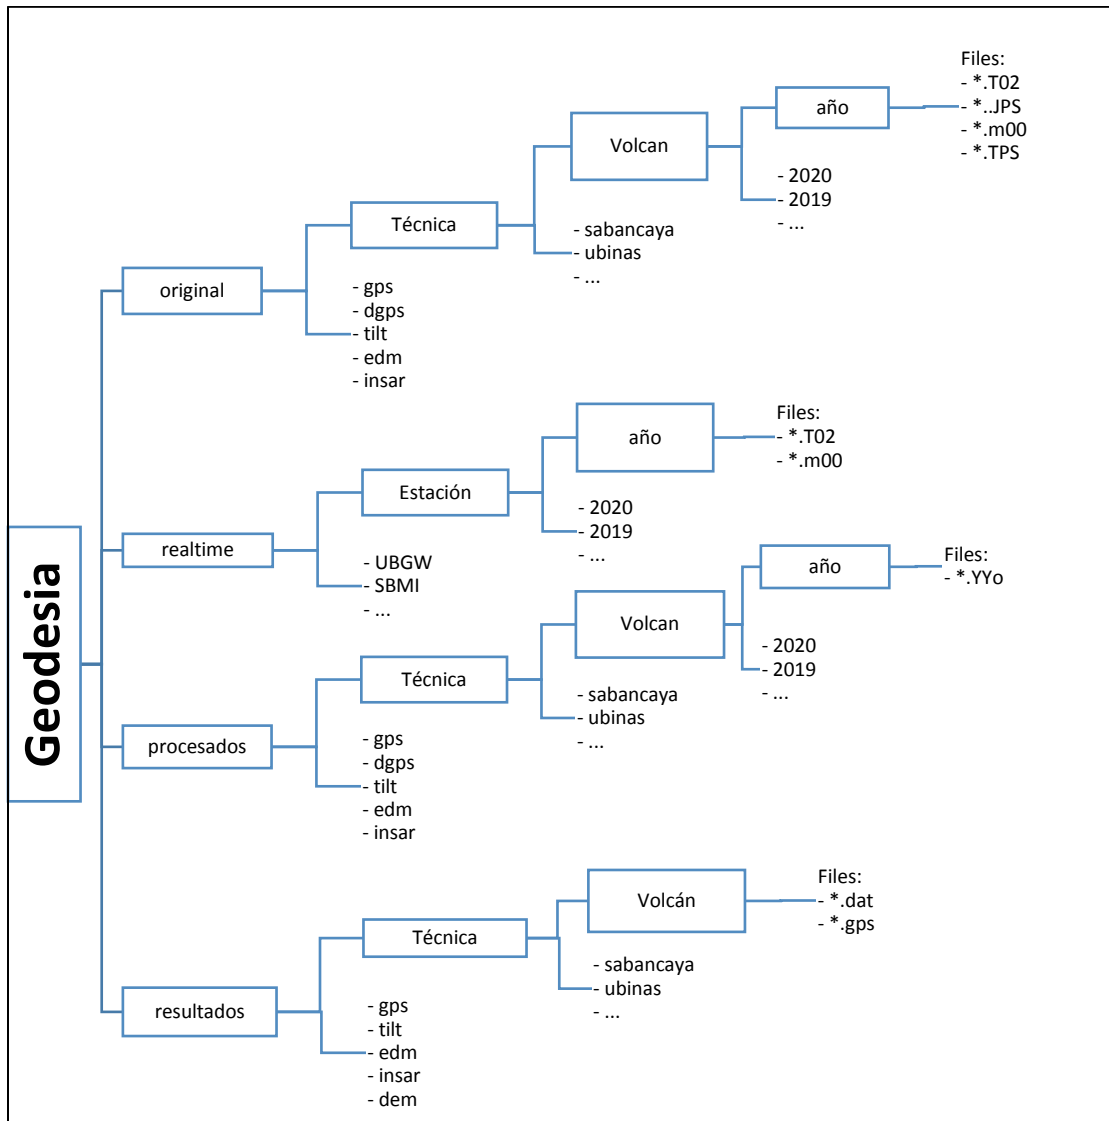 Geodesia
original
Técnica
- gps
- dgps
- tilt
- edm
- insar
Volcan
- sabancaya
- ubinas
- ...
año
- 2020
- 2019
- ...
Files:
- *.T02
- *..JPS
- *.m00
- *.TPS
realtime
Estación
- UBGW
- SBMI
- ...
año
- 2020
- 2019
- ...
Files:
- *.T02
- *.m00
procesados
Técnica
- gps
- dgps
- tilt
- edm
- insar
Volcan
- sabancaya
- ubinas
- ...
año
- 2020
- 2019
- ...
Files:
- *.YYo
resultados
Técnica
- gps
- tilt
- edm
- insar
- dem
Volcán
- sabancaya
- ubinas
- ...
Files:
- *.dat
- *.gps